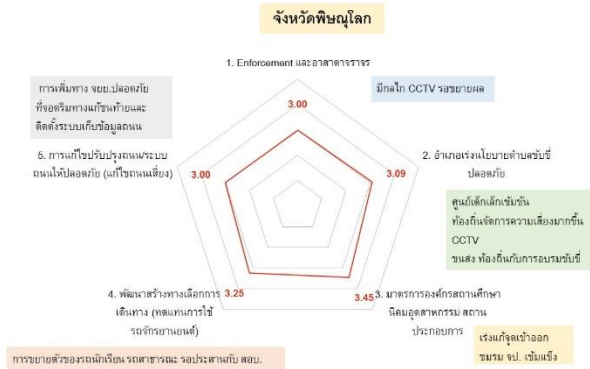 จังหวัดพิษณุโลก
1. Enforcement และอาสาตาจราจร
3.00
มีกลไก CCTV รอขยายผล
การเพิ่มทาง จยย.ปลอดภัย
ที่จอดริมทางแก้ชนท้ายและ
ติดตั้งระบบเก็บข้อมูลถนน
5. การแก้ไขปรับปรุงถนน/ระบบ
ถนนให้ปลอดภัย (แก้ไขถนนเสี่ยง)
3.00
3.09
2. อำเภอเร่งนโยบายตำบลขับขี่
ปลอดภัย
ศูนย์เด็กเล็กเข้มข้น
ท้องถิ่นจัดการความเสี่ยงมากขึ้น
CCTV
ขนส่ง ท้องถิ่นกับการอบรมขับขี่
4. พัฒนาสร้างทางเลือกการ
เดินทาง (ทดแทนการใช้
รถจักรยานยนต์)
3.25
3.45
3. มาตรการองค์กรสถานศึกษา
นิคมอุตสาหกรรม สถาน
ประกอบการ
เร่งแก้จุดเข้าออก
ชมรม จป. เข้มแข็ง
การขยายตัวของรถนักเรียน รถสาธารณะ รอประสานกับ สอบ.